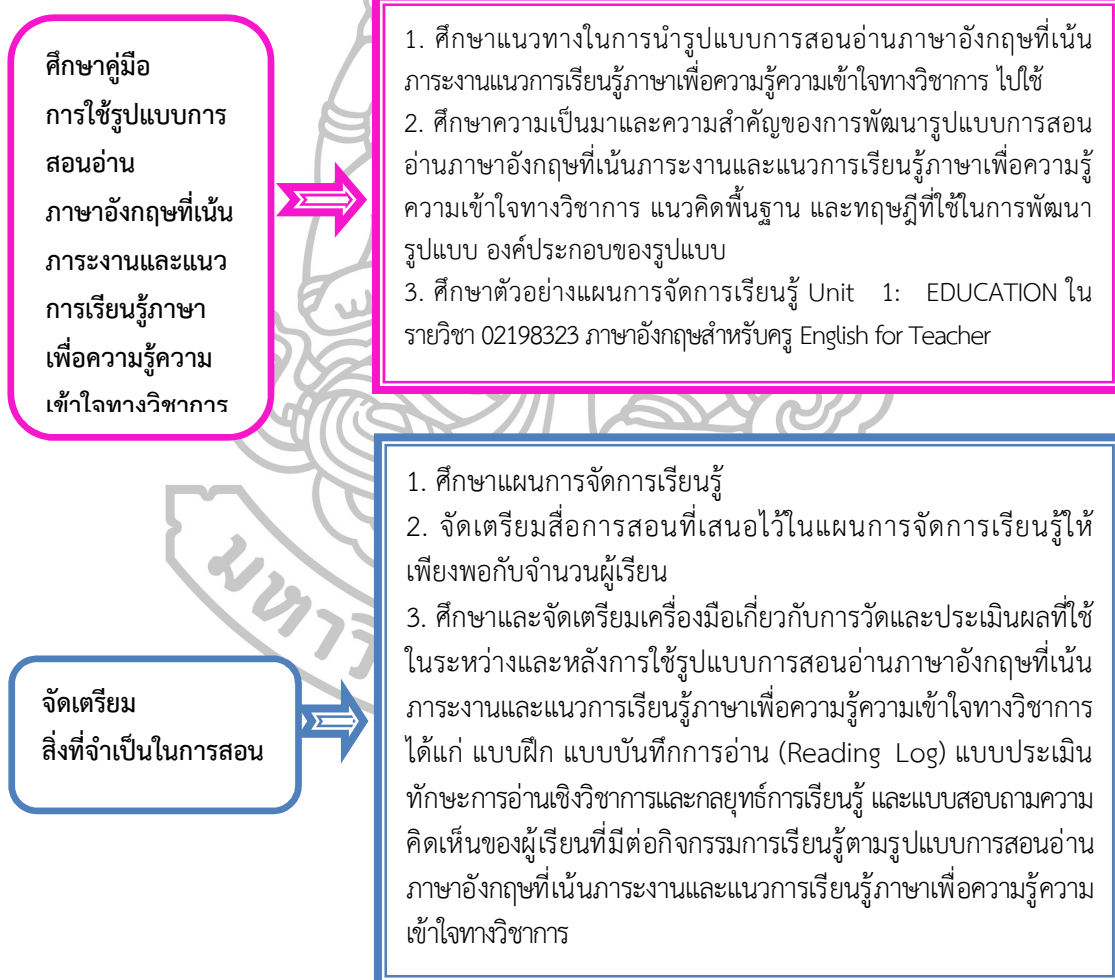 ศึกษาคู่มือ
การใช้รูปแบบการ
สอนอ่าน
ภาษาอังกฤษที่เน้น
ภาระงานและแนว
การเรียนรู้ภาษา
เพื่อความรู้ความ
เข้าใจทางวิชาการ
1. ศึกษาแนวทางในการนำรูปแบบการสอนอ่านภาษาอังกฤษที่เน้น
ภาระงานแนวการเรียนรู้ภาษาเพื่อความรู้ความเข้าใจทางวิชาการ ไปใช้
2. ศึกษาความเป็นมาและความสำคัญของการพัฒนารูปแบบการสอน
อ่านภาษาอังกฤษที่เน้นภาระงานและแนวการเรียนรู้ภาษาเพื่อความรู้
ความเข้าใจทางวิชาการ แนวคิดพื้นฐาน และทฤษฎีที่ใช้ในการพัฒนา
รูปแบบ องค์ประกอบของรูปแบบ
3. ศึกษาตัวอย่างแผนการจัดการเรียนรู้ Unit 1: EDUCATION ใน
รายวิชา 02198323 ภาษาอังกฤษสำหรับครู English for Teacher
จัดเตรียม
สิ่งที่จำเป็นในการสอน
1. ศึกษาแผนการจัดการเรียนรู้
2. จัดเตรียมสื่อการสอนที่เสนอไว้ในแผนการจัดการเรียนรู้ให้
เพียงพอกับจำนวนผู้เรียน
3. ศึกษาและจัดเตรียมเครื่องมือเกี่ยวกับการวัดและประเมินผลที่ใช้
ในระหว่างและหลังการใช้รูปแบบการสอนอ่านภาษาอังกฤษที่เน้น
ภาระงานและแนวการเรียนรู้ภาษาเพื่อความรู้ความเข้าใจทางวิชาการ
ได้แก่ แบบฝึก แบบบันทึกการอ่าน (Reading Log) แบบประเมิน
ทักษะการอ่านเชิงวิชาการและกลยุทธ์การเรียนรู้ และแบบสอบถามความ
คิดเห็นของผู้เรียนที่มีต่อกิจกรรมการเรียนรู้ตามรูปแบบการสอนอ่าน
ภาษาอังกฤษที่เน้นภาระงานและแนวการเรียนรู้ภาษาเพื่อความรู้ความ
เข้าใจทางวิชาการ